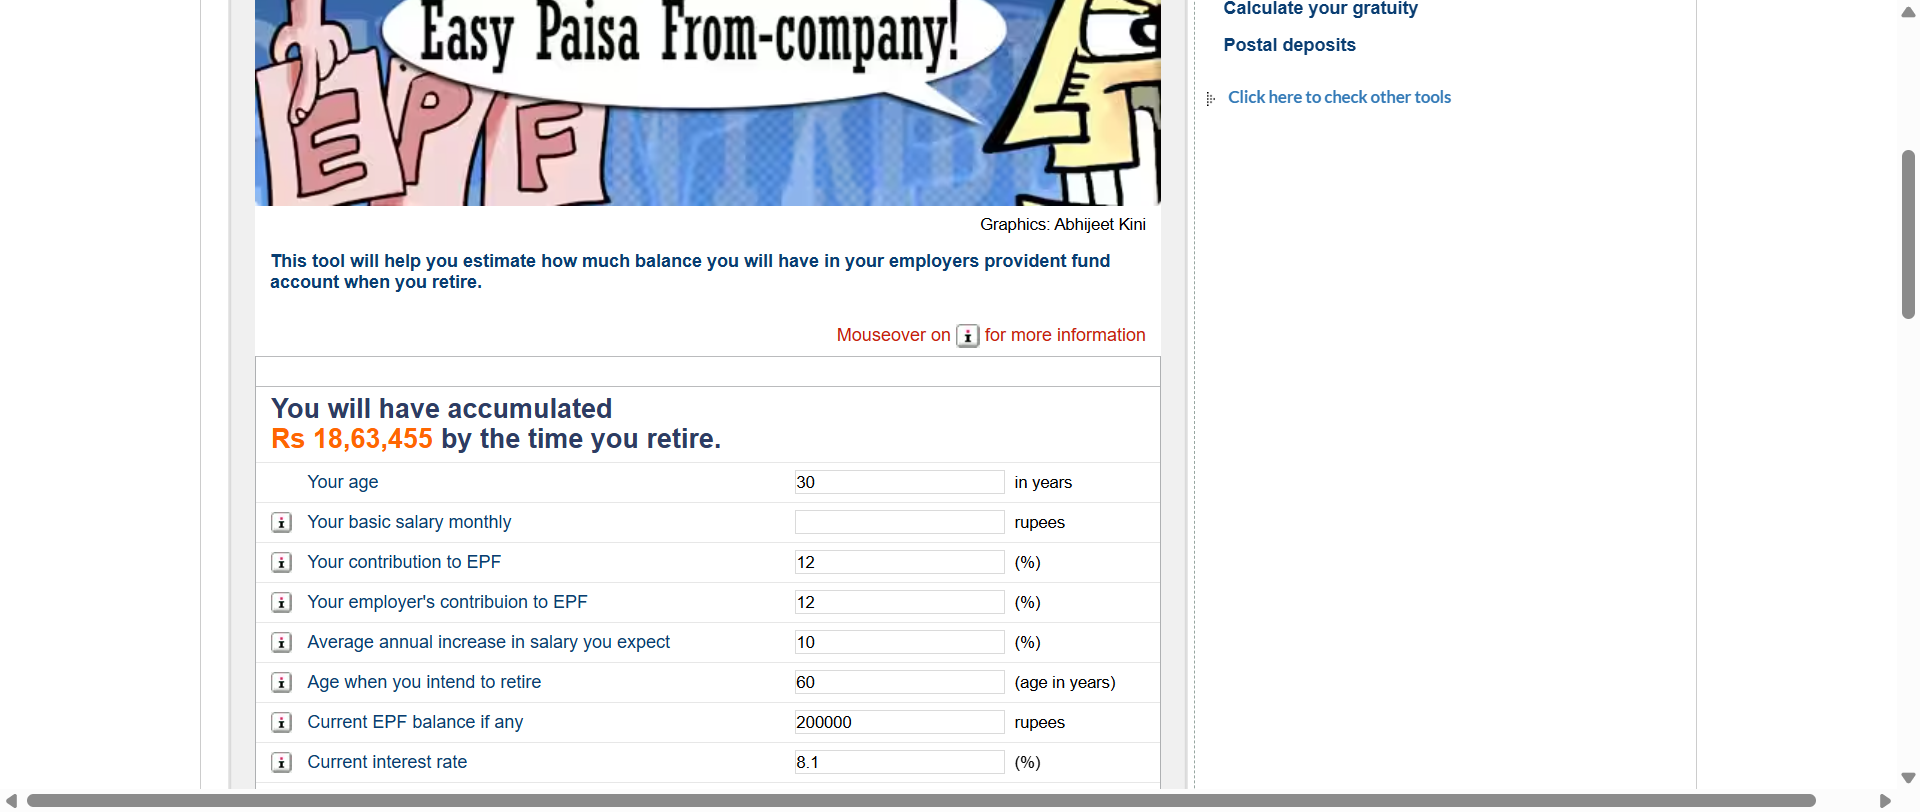 Easy Paisa From-company!
EPF
Graphics: Abhijeet Kini
This tool will help you estimate how much balance you will have in your employers provident fund
account when you retire.
Mouseover on i for more information
You will have accumulated
Rs 18,63,455 by the time you retire.
Your age 30 in years
i Your basic salary monthly rupees
i Your contribution to EPF 12 (%)
i Your employer's contribuion to EPF 12 (%)
i Average annual increase in salary you expect 10 (%)
i Age when you intend to retire 60 (age in years)
i Current EPF balance if any 200000 rupees
i Current interest rate 8.1 (%)
Calculate your gratuity
Postal deposits
Click here to check other tools